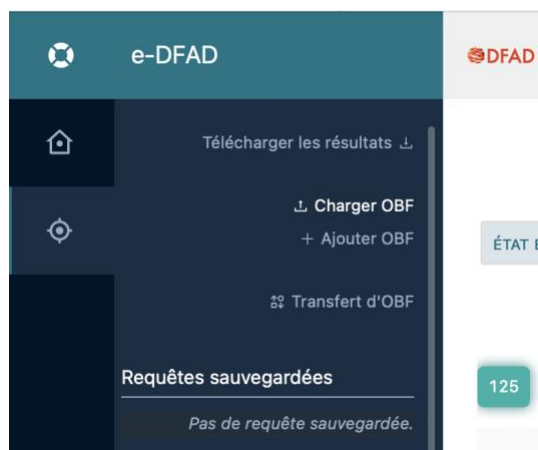 e-DFAD
DFAD
Télécharger les résultats
Charger OBF
+ Ajouter OBF
ÉTAT
Transfert d'OBF
Requêtes sauvegardées
125
Pas de requête sauvegardée.